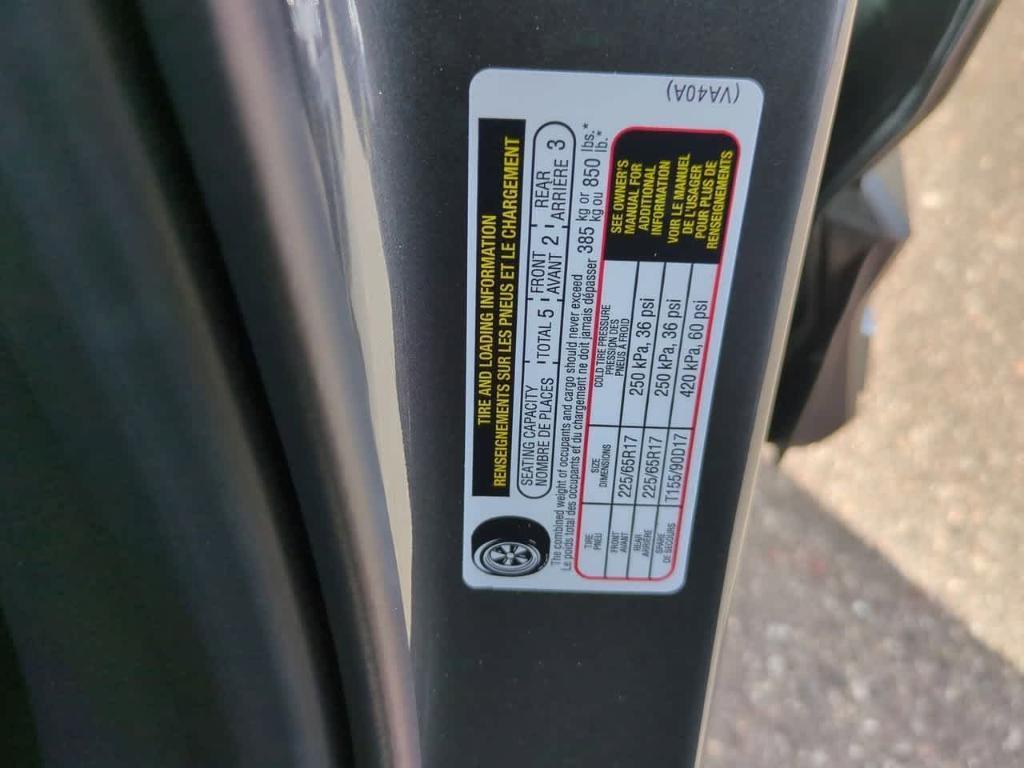 TIRE AND LOADING INFORMATION
RENSEIGNEMENTS SUR LES PNEUS ET LE CHARGEMENT
SEATING CAPACITY
NOMBRE DE PLACES
TOTAL 5
FRONT
AVANT 2
REAR
ARRIÈRE 3
The combined weight of occupants and cargo should never exceed 385 kg or 850 lbs.*
Le poids total des occupants et du chargement ne doit jamais dépasser kg ou lb.*
TIRE
PNEU
SIZE
DIMENSIONS
COLD TIRE PRESSURE
PRESSION DES
PNEUS À FROID
FRONT
AVANT
225/65R17
250 kPa, 36 psi
REAR
ARRIÈRE
225/65R17
250 kPa, 36 psi
SPARE
DE SECOURS
T155/90D17
420 kPa, 60 psi
SEE OWNER'S
MANUAL FOR
ADDITIONAL
INFORMATION
VOIR LE MANUEL
DE L'USAGER
POUR PLUS DE
RENSEIGNEMENTS
(VA40A)